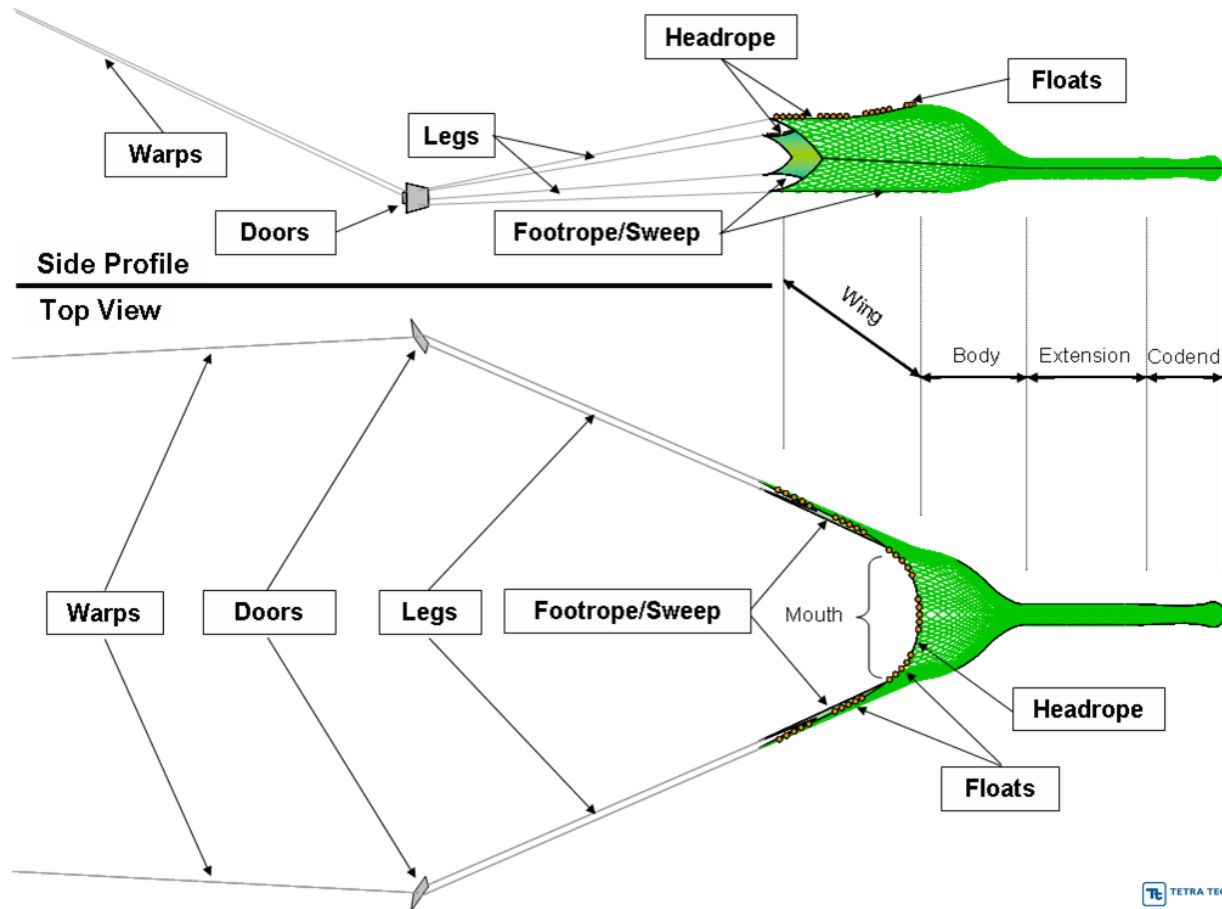 Headrope
Floats
Warps
Legs
Doors
Footrope/Sweep
Side Profile
Top View
Wing
Body
Extension
Codend
Warps
Doors
Legs
Footrope/Sweep
Mouth
Headrope
Floats
Tt TETRA TEC